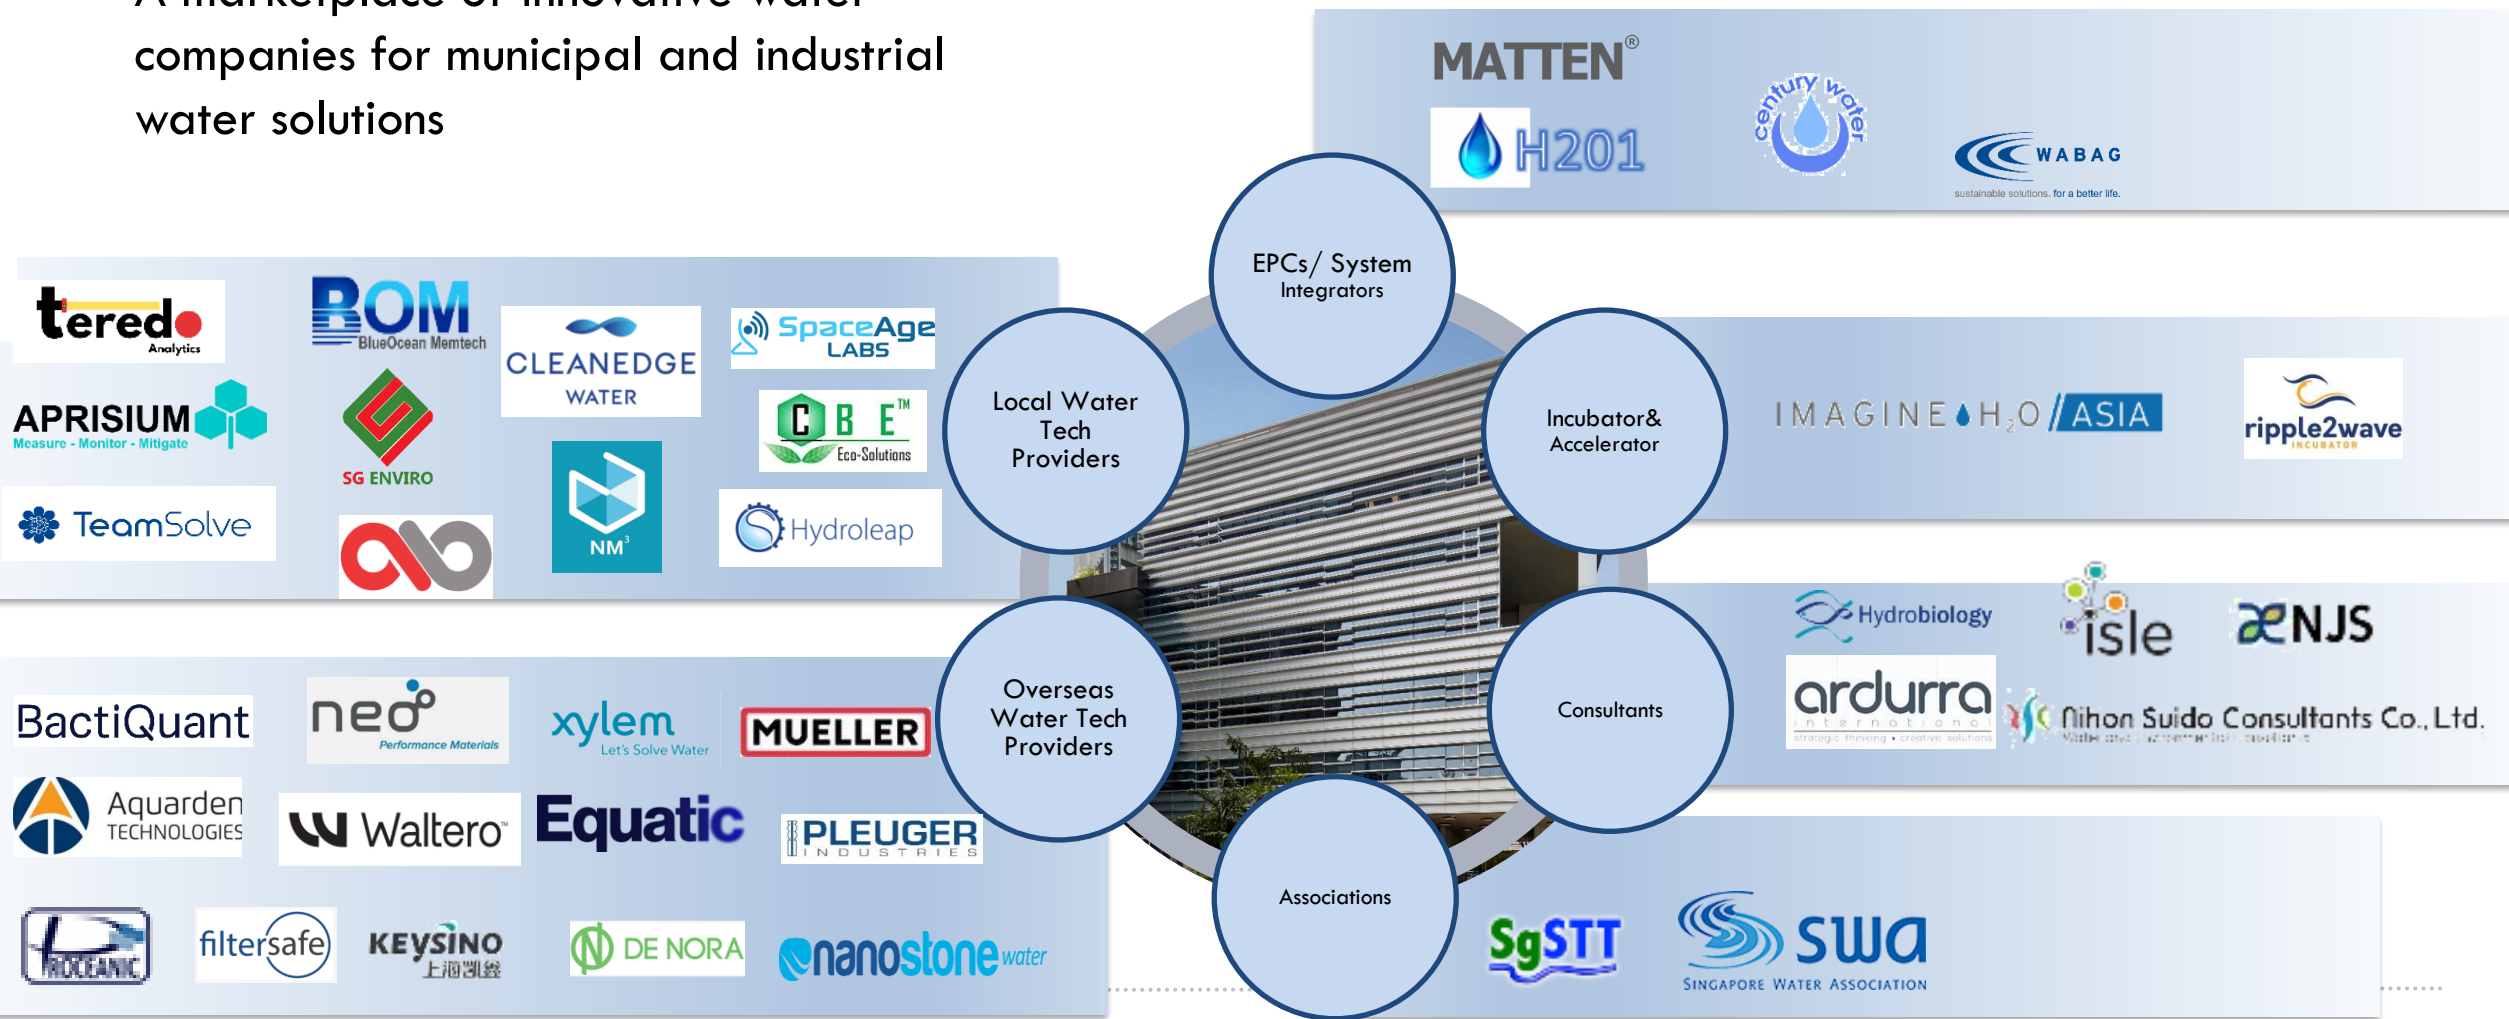 companies for municipal and industrial
water solutions
MATTEN®
H2O1
century water
WABAG
sustainable solutions. for a better life.
EPCs/ System
Integrators
teredo
Analytics
BOM
BlueOcean Memtech
CLEANEDGE
WATER
SpaceAge
LABS
APRISIUM
Measure - Monitor - Mitigate
SG ENVIRO
CBE™
Eco-Solutions
TeamSolve
NM³
Hydroleap
Local Water
Tech
Providers
Incubator&
Accelerator
IMAGINE H₂O/ASIA
ripple2wave
INCUBATOR
Overseas
Water Tech
Providers
BactiQuant
neo
Performance Materials
xylem
Let's Solve Water
MUELLER
Aquarden
TECHNOLOGIES
Waltero™
Equatic
PLEUGER
INDUSTRIES
ROCEANIC
filtersafe
KEYSINO
上海凯鑫
DE NORA
nanostone water
Consultants
Hydrobiology
isle
NJS
ardurra
international
strategic thinking • creative solutions
Nihon Suido Consultants Co., Ltd.
Associations
SgSTT
swa
SINGAPORE WATER ASSOCIATION